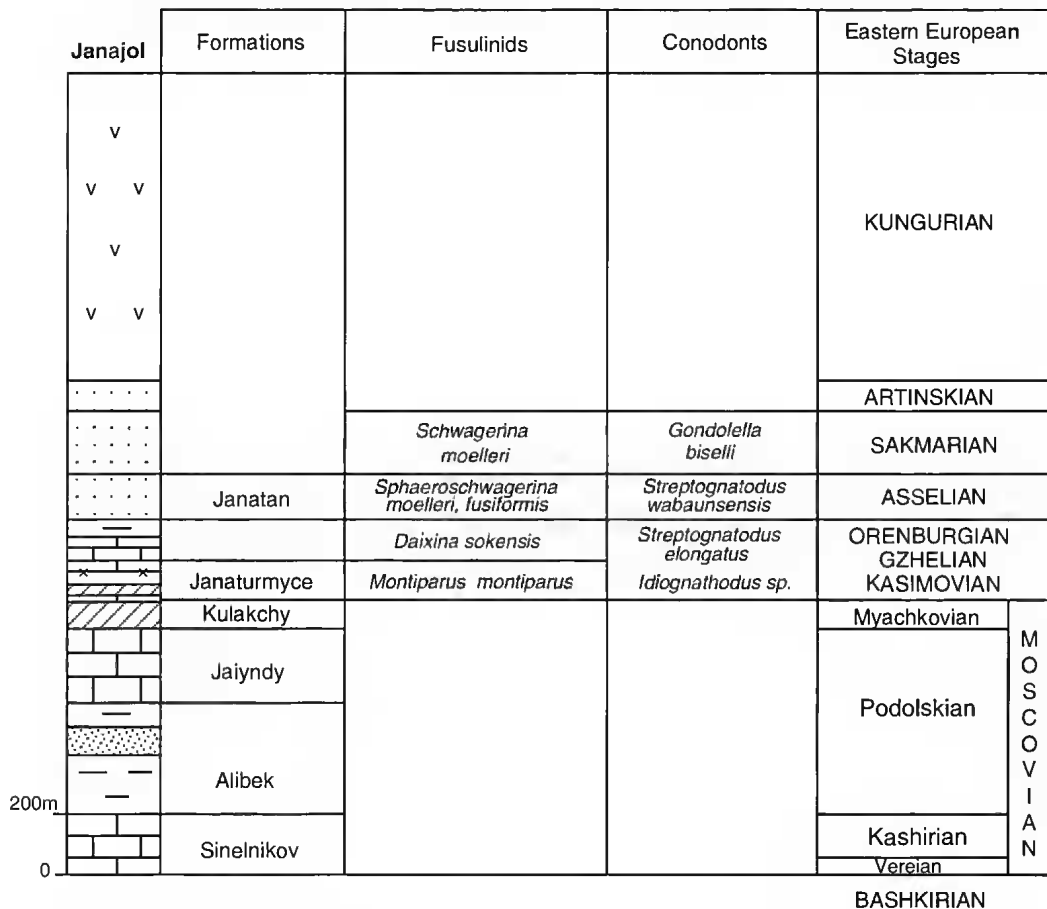 Janajol
Formations
Fusulinids
Conodonts
Eastern European
Stages
v
v v
v
v v
KUNGURIAN
ARTINSKIAN
Schwagerina
moelleri
Gondolella
biselli
SAKMARIAN
Janatan
Sphaeroschwagerina
moelleri, fusiformis
Streptognatodus
wabaunsensis
ASSELIAN
Daixina sokensis
Streptognatodus
elongatus
ORENBURGIAN
GZHELIAN
x x
Janaturmyce
Montiparus montiparus
Idiognathodus sp.
KASIMOVIAN
Kulakchy
Myachkovian
Jaiyndy
Podolskian
MOSCOVIAN
Alibek
200m
Sinelnikov
Kashirian
Vereian
0
BASHKIRIAN